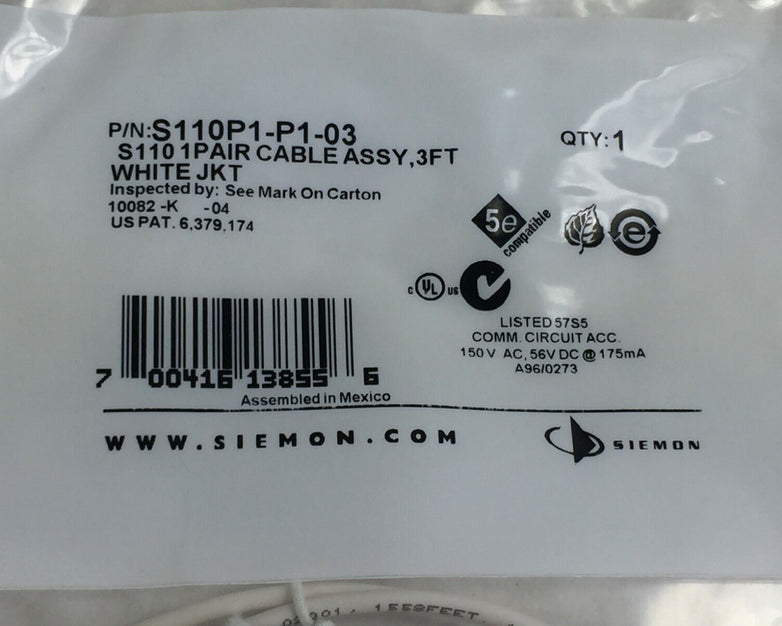 P/N:S110P1-P1-03
QTY:1
S110 1PAIR CABLE ASSY,3FT
WHITE JKT
Inspected by: See Mark On Carton
10082 -K -04
US PAT. 6,379,174
5e
compatible
e
C UL US
LISTED 57S5
COMM. CIRCUIT ACC.
150 V AC, 56V DC @ 175mA
A96/0273
7 00416 13855 6
Assembled in Mexico
WWW.SIEMON.COM
SIEMON